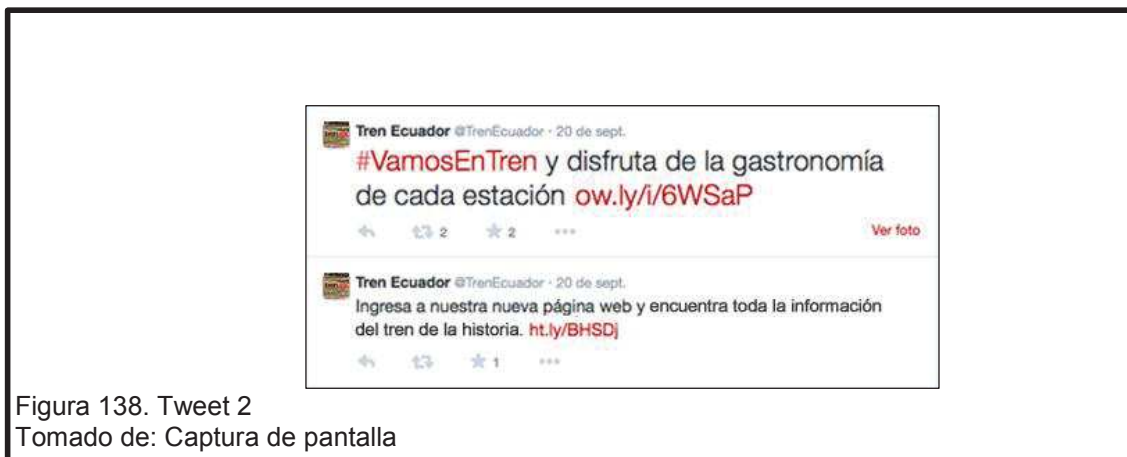 Tren Ecuador @TrenEcuador · 20 de sept.
#VamosEnTren y disfruta de la gastronomía
de cada estación ow.ly/i/6WSaP
2 2 Ver foto
Tren Ecuador @TrenEcuador · 20 de sept.
Ingresa a nuestra nueva página web y encuentra toda la información
del tren de la historia. ht.ly/BHSDj
1
Figura 138. Tweet 2
Tomado de: Captura de pantalla